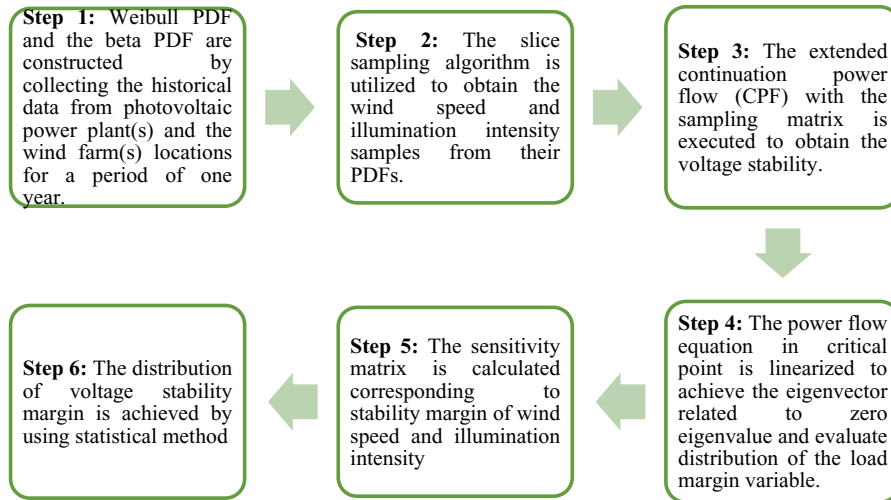 Step 1: Weibull PDF
and the beta PDF are
constructed by
collecting the historical
data from photovoltaic
power plant(s) and the
wind farm(s) locations
for a period of one
year.
Step 2: The slice
sampling algorithm is
utilized to obtain the
wind speed and
illumination intensity
samples from their
PDFs.
Step 3: The extended
continuation power
flow (CPF) with the
sampling matrix is
executed to obtain the
voltage stability.
Step 4: The power flow
equation in critical
point is linearized to
achieve the eigenvector
related to zero
eigenvalue and evaluate
distribution of the load
margin variable.
Step 5: The sensitivity
matrix is calculated
corresponding to
stability margin of wind
speed and illumination
intensity
Step 6: The distribution
of voltage stability
margin is achieved by
using statistical method